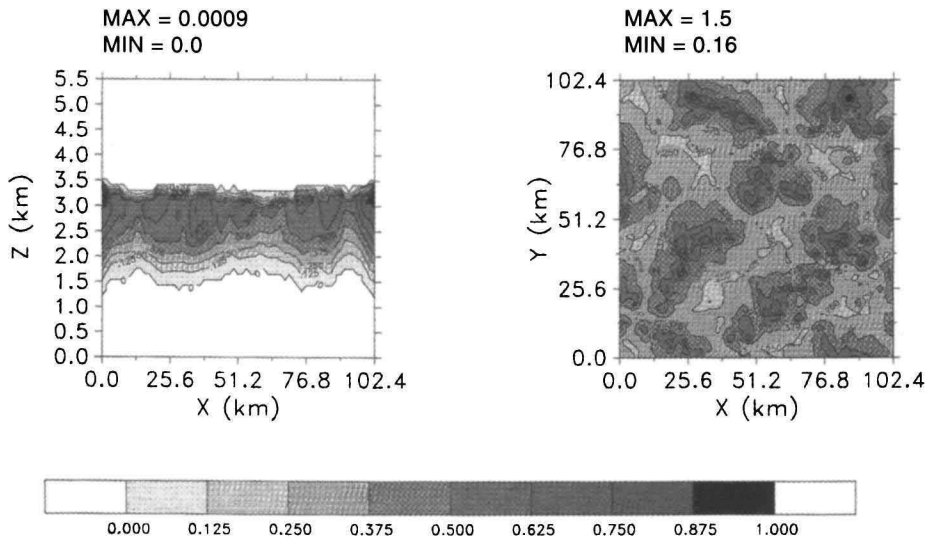 MAX = 0.0009
MIN = 0.0
MAX = 1.5
MIN = 0.16
5.5
5.0
4.5
4.0
3.5
3.0
2.5
2.0
1.5
1.0
0.5
0.0
Z (km)
0.0 25.6 51.2 76.8 102.4
X (km)
102.4
76.8
51.2
25.6
0.0
Y (km)
0.0 25.6 51.2 76.8 102.4
X (km)
0.000 0.125 0.250 0.375 0.500 0.625 0.750 0.875 1.000